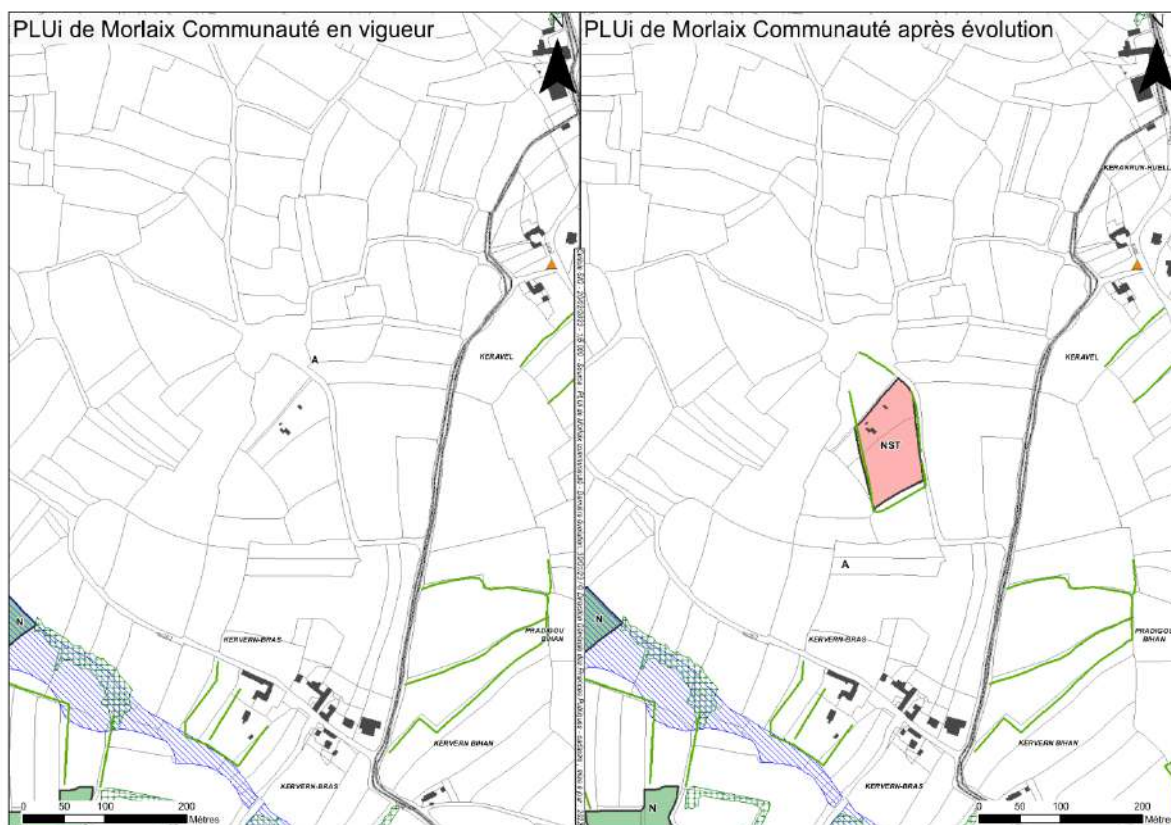 PLUi de Morlaix Communauté en vigueur
N
A
KERAVEL
N
KERVERN-BRAS
PRADIGOU
BIHAN
KERVERN BIHAN
KERVERN-BRAS
N
0 50 100 200
Mètres
PLUi de Morlaix Communauté après évolution
N
KERANRUN-HUELL
KERAVEL
NST
A
N
KERVERN-BRAS
PRADIGOU
BIHAN
KERVERN BIHAN
KERVERN-BRAS
N
0 50 100 200
Mètres